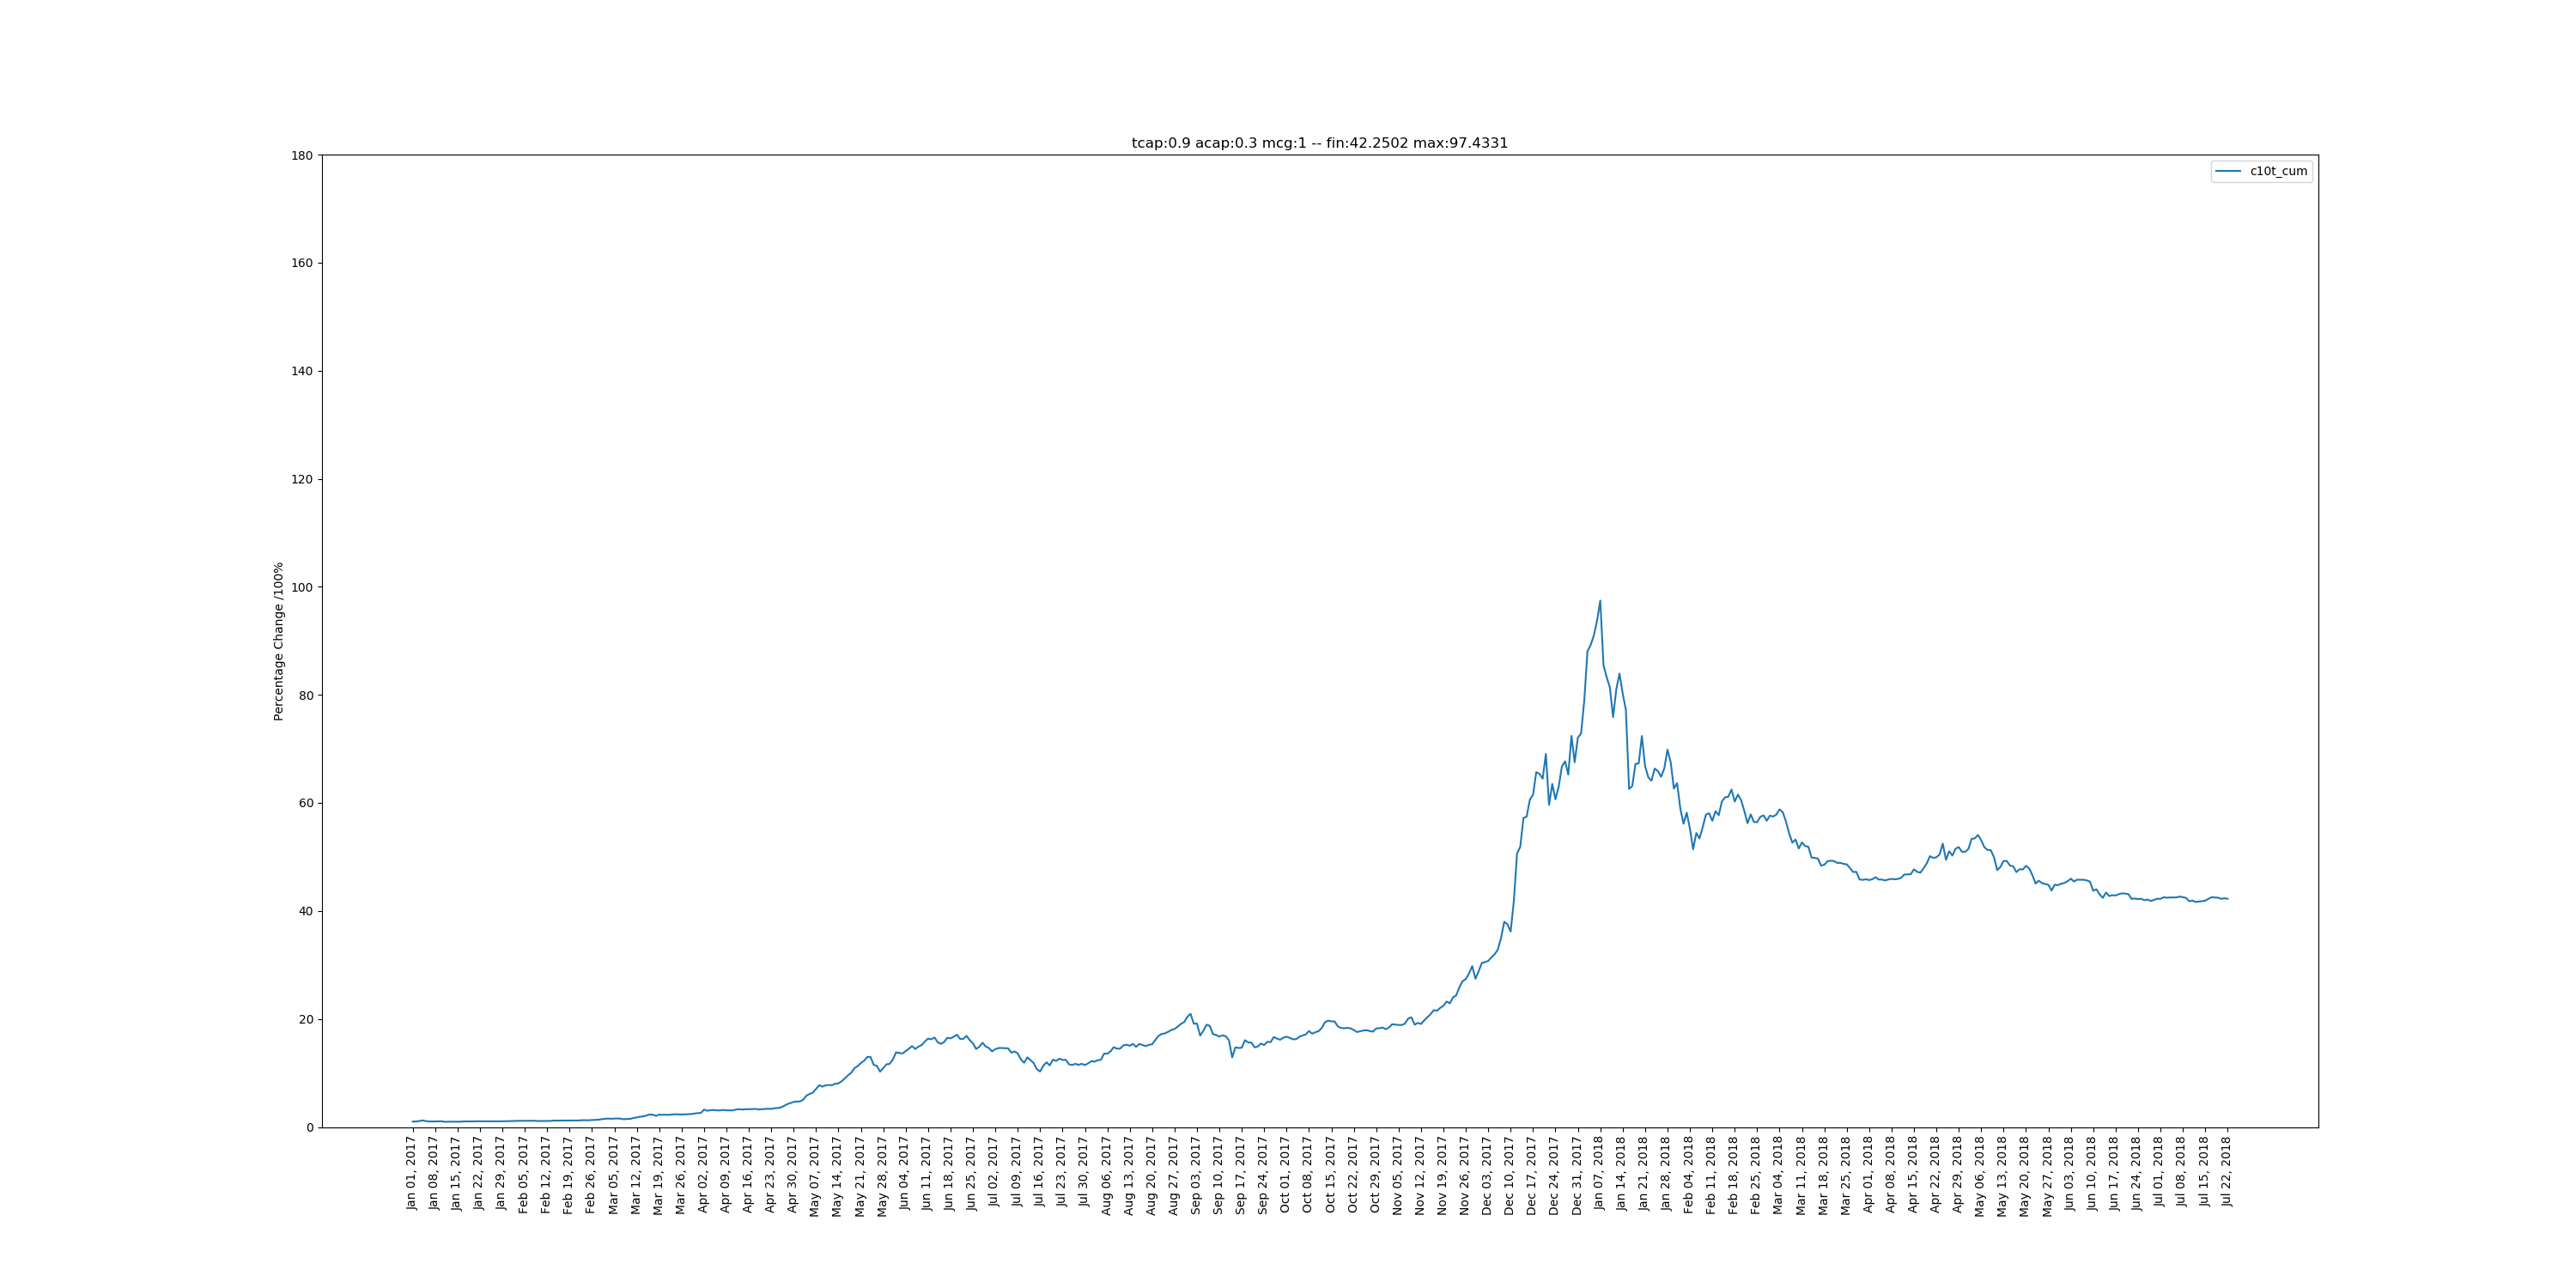 tcap:0.9 acap:0.3 mcg:1 -- fin:42.2502 max:97.4331
c10t_cum
Percentage Change /100%
180
160
140
120
100
80
60
40
20
0
Jan 01, 2017
Jan 08, 2017
Jan 15, 2017
Jan 22, 2017
Jan 29, 2017
Feb 05, 2017
Feb 12, 2017
Feb 19, 2017
Feb 26, 2017
Mar 05, 2017
Mar 12, 2017
Mar 19, 2017
Mar 26, 2017
Apr 02, 2017
Apr 09, 2017
Apr 16, 2017
Apr 23, 2017
Apr 30, 2017
May 07, 2017
May 14, 2017
May 21, 2017
May 28, 2017
Jun 04, 2017
Jun 11, 2017
Jun 18, 2017
Jun 25, 2017
Jul 02, 2017
Jul 09, 2017
Jul 16, 2017
Jul 23, 2017
Jul 30, 2017
Aug 06, 2017
Aug 13, 2017
Aug 20, 2017
Aug 27, 2017
Sep 03, 2017
Sep 10, 2017
Sep 17, 2017
Sep 24, 2017
Oct 01, 2017
Oct 08, 2017
Oct 15, 2017
Oct 22, 2017
Oct 29, 2017
Nov 05, 2017
Nov 12, 2017
Nov 19, 2017
Nov 26, 2017
Dec 03, 2017
Dec 10, 2017
Dec 17, 2017
Dec 24, 2017
Dec 31, 2017
Jan 07, 2018
Jan 14, 2018
Jan 21, 2018
Jan 28, 2018
Feb 04, 2018
Feb 11, 2018
Feb 18, 2018
Feb 25, 2018
Mar 04, 2018
Mar 11, 2018
Mar 18, 2018
Mar 25, 2018
Apr 01, 2018
Apr 08, 2018
Apr 15, 2018
Apr 22, 2018
Apr 29, 2018
May 06, 2018
May 13, 2018
May 20, 2018
May 27, 2018
Jun 03, 2018
Jun 10, 2018
Jun 17, 2018
Jun 24, 2018
Jul 01, 2018
Jul 08, 2018
Jul 15, 2018
Jul 22, 2018